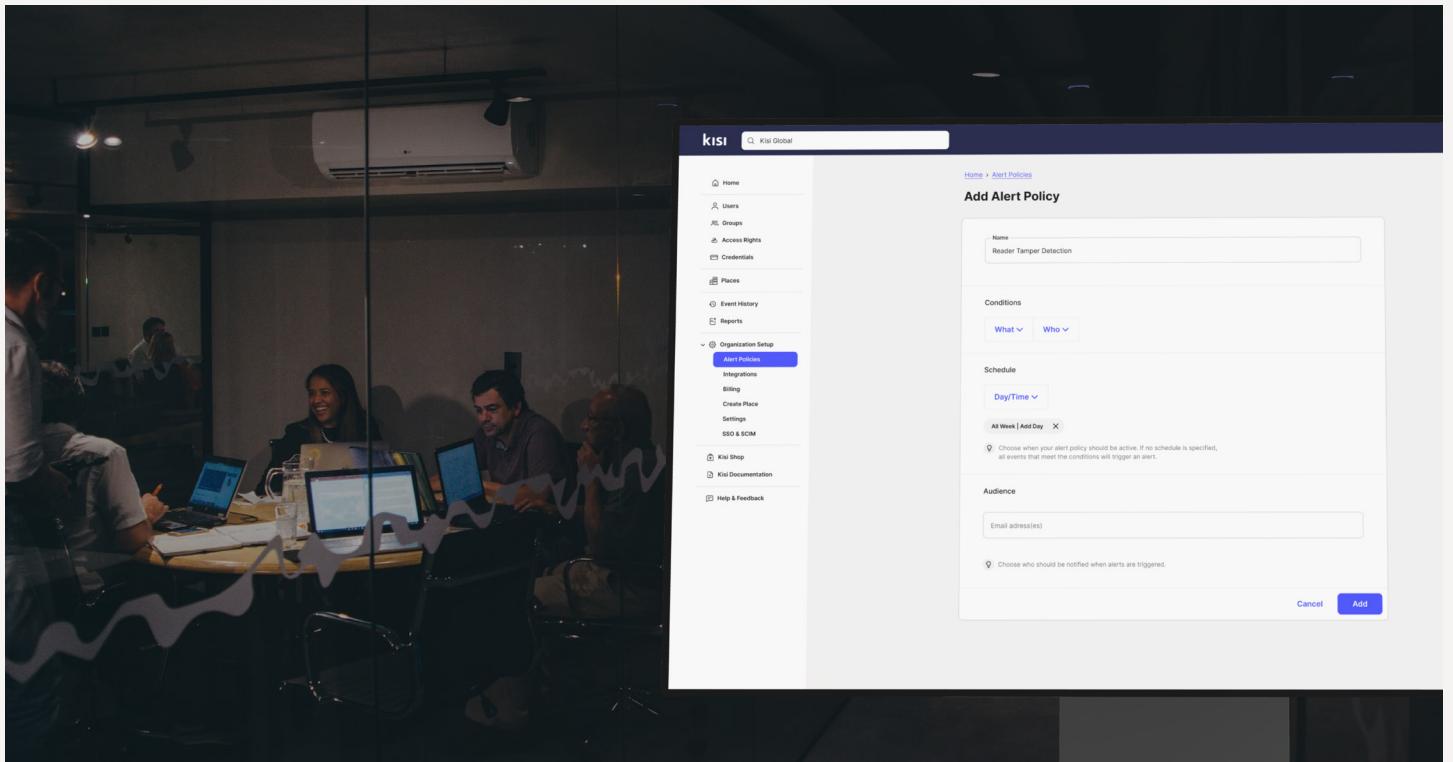 kisi
Kisi Global
Home
Users
Groups
Access Rights
Credentials
Places
Event History
Reports
Organization Setup
Alert Policies
Integrations
Billing
Create Place
Settings
SSO & SCIM
Kisi Shop
Kisi Documentation
Help & Feedback
Home › Alert Policies
Add Alert Policy
Name
Reader Tamper Detection
Conditions
What Who
Schedule
Day/Time
All Week | Add Day
Choose when your alert policy should be active. If no schedule is specified,
all events that meet the conditions will trigger an alert.
Audience
Email adress(es)
Choose who should be notified when alerts are triggered.
Cancel Add